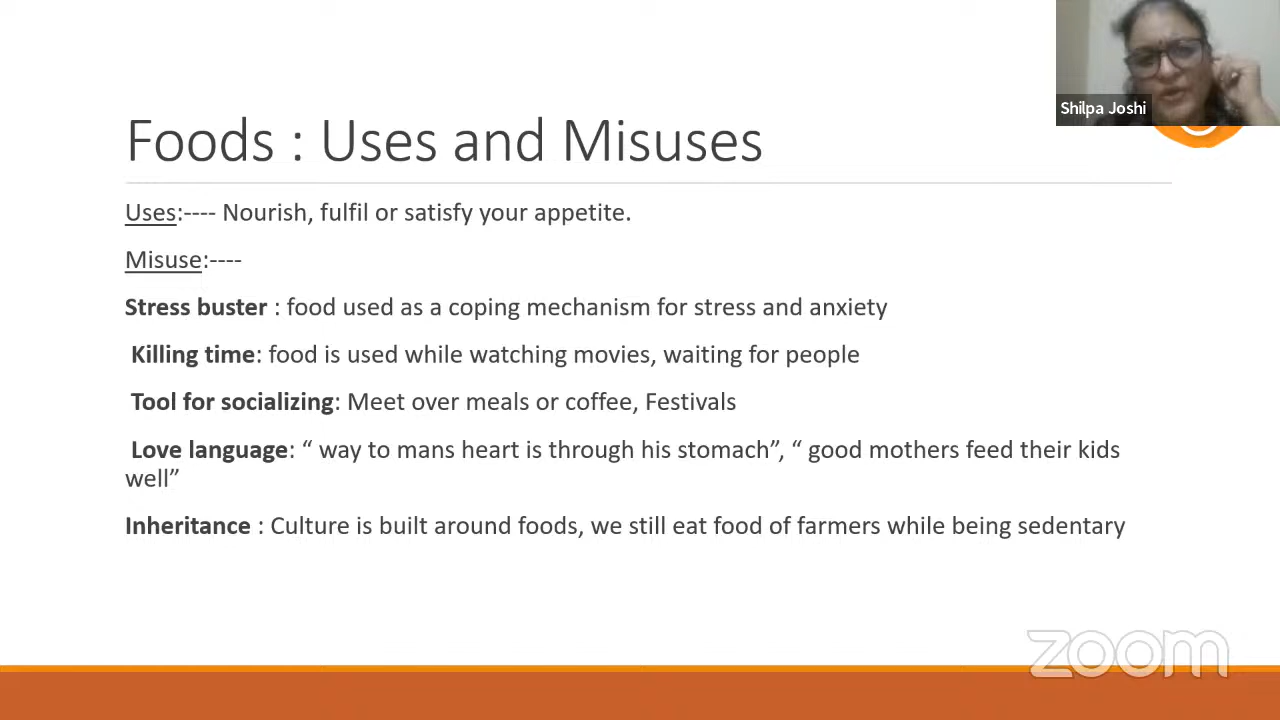 Shilpa Joshi
Foods : Uses and Misuses
Uses:---- Nourish, fulfil or satisfy your appetite.
Misuse:----
Stress buster : food used as a coping mechanism for stress and anxiety
Killing time: food is used while watching movies, waiting for people
Tool for socializing: Meet over meals or coffee, Festivals
Love language: “ way to mans heart is through his stomach”, “ good mothers feed their kids
well”
Inheritance : Culture is built around foods, we still eat food of farmers while being sedentary
zoom